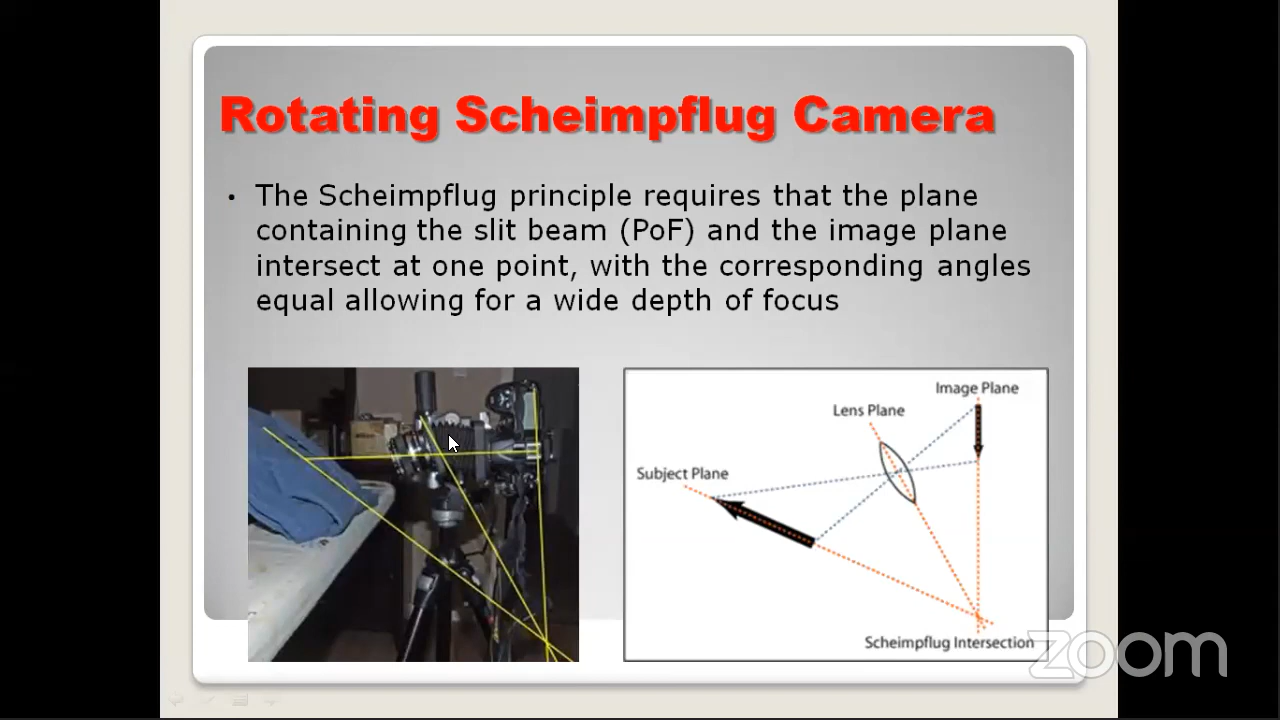 Rotating Scheimpflug Camera
• The Scheimpflug principle requires that the plane
containing the slit beam (PoF) and the image plane
intersect at one point, with the corresponding angles
equal allowing for a wide depth of focus
Image Plane
Lens Plane
Subject Plane
Scheimpflug Intersection
zoom